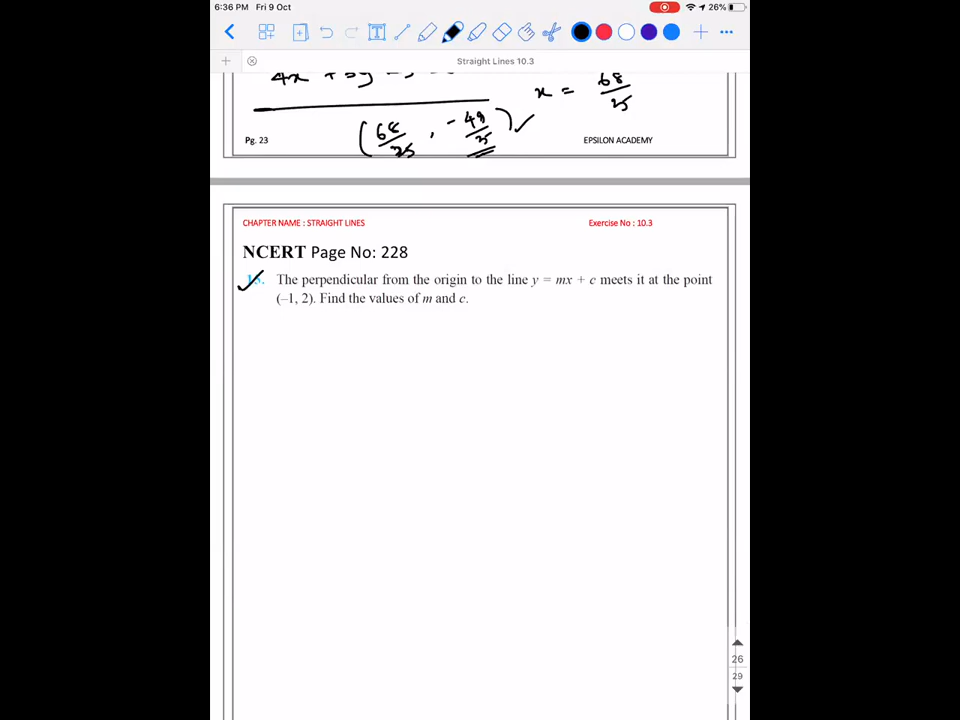 6:36 PM Fri 9 Oct
26%
Straight Lines 10.3
x = 68/25
(68/25, -49/25)
Pg. 23
EPSILON ACADEMY
CHAPTER NAME : STRAIGHT LINES
Exercise No : 10.3
NCERT Page No: 228
15. The perpendicular from the origin to the line y = mx + c meets it at the point
(–1, 2). Find the values of m and c.
26
29